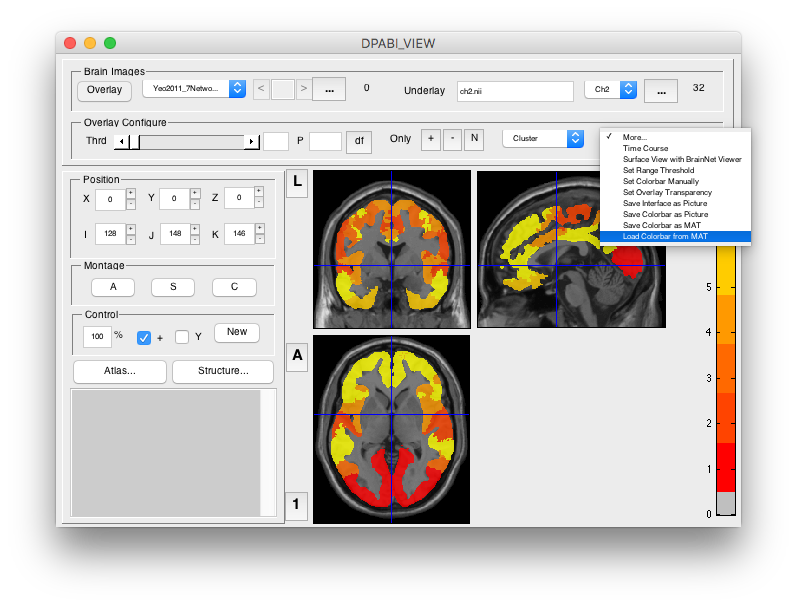 DPABI_VIEW
Brain Images
Overlay
Yeo2011_7Netwo...
<
>
...
0
Underlay
ch2.nii
Ch2
...
32
Overlay Configure
Thrd
P
df
Only
+
-
N
Cluster
✓ More...
Time Course
Surface View with BrainNet Viewer
Set Range Threshold
Set Colorbar Manually
Set Overlay Transparency
Save Interface as Picture
Save Colorbar as Picture
Save Colorbar as MAT
Load Colorbar from MAT
Position
X 0 + -
Y 0 + -
Z 0 + -
I 128 + -
J 148 + -
K 146 + -
Montage
A
S
C
Control
100 %
+
Y
New
Atlas...
Structure...
L
A
1
5
4
3
2
1
0